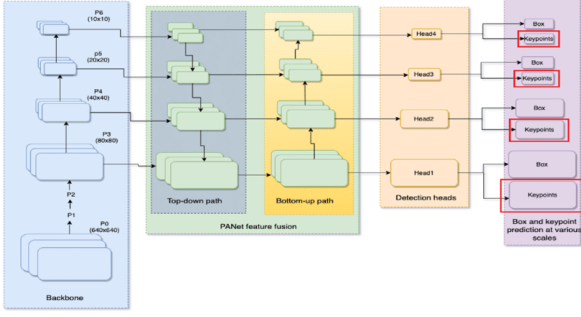 P6
(10x10)
p5
(20x20)
P4
(40x40)
P3
(80x80)
P2
P1
P0
(640x640)
Backbone
Top-down path
Bottom-up path
PANet feature fusion
Head4
Head3
Head2
Head1
Detection heads
Box
Keypoints
Box
Keypoints
Box
Keypoints
Box
Keypoints
Box and keypoint
prediction at various
scales